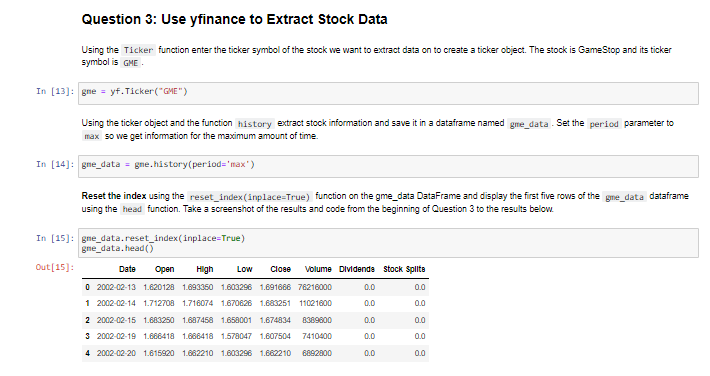 Question 3: Use yfinance to Extract Stock Data
Using the Ticker function enter the ticker symbol of the stock we want to extract data on to create a ticker object. The stock is GameStop and its ticker
symbol is GME .
In [13]: gme = yf.Ticker("GME")
Using the ticker object and the function history extract stock information and save it in a dataframe named gme_data . Set the period parameter to
max so we get information for the maximum amount of time.
In [14]: gme_data = gme.history(period='max')
Reset the index using the reset_index(inplace=True) function on the gme_data DataFrame and display the first five rows of the gme_data dataframe
using the head function. Take a screenshot of the results and code from the beginning of Question 3 to the results below.
In [15]: gme_data.reset_index(inplace=True)
gme_data.head()
Out[15]: Date Open High Low Close Volume Dividends Stock Splits
0 2002-02-13 1.620128 1.693350 1.603296 1.691666 76216000 0.0 0.0
1 2002-02-14 1.712708 1.716074 1.670626 1.683251 11021600 0.0 0.0
2 2002-02-15 1.683250 1.687458 1.658001 1.674834 8389600 0.0 0.0
3 2002-02-19 1.666418 1.666418 1.578047 1.607504 7410400 0.0 0.0
4 2002-02-20 1.615920 1.662210 1.603296 1.662210 6892800 0.0 0.0